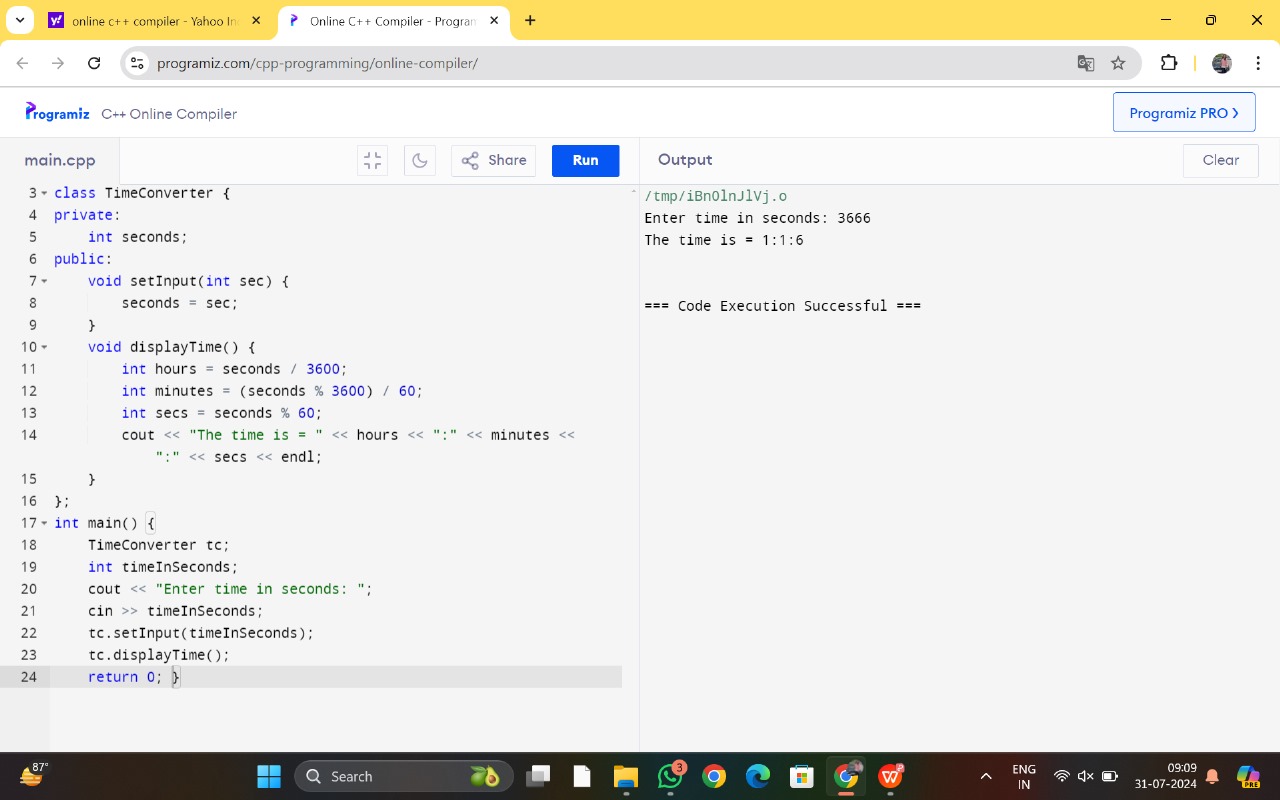 online c++ compiler - Yahoo In
Online C++ Compiler - Program
programiz.com/cpp-programming/online-compiler/
Programiz C++ Online Compiler
Programiz PRO ❯
main.cpp
Share
Run
Output
Clear
3 class TimeConverter {
4 private:
5 int seconds;
6 public:
7 void setInput(int sec) {
8 seconds = sec;
9 }
10 void displayTime() {
11 int hours = seconds / 3600;
12 int minutes = (seconds % 3600) / 60;
13 int secs = seconds % 60;
14 cout << "The time is = " << hours << ":" << minutes <<
":" << secs << endl;
15 }
16 };
17 int main() {
18 TimeConverter tc;
19 int timeInSeconds;
20 cout << "Enter time in seconds: ";
21 cin >> timeInSeconds;
22 tc.setInput(timeInSeconds);
23 tc.displayTime();
24 return 0; }
/tmp/iBnOlnJlVj.o
Enter time in seconds: 3666
The time is = 1:1:6
=== Code Execution Successful ===
87°
Search
3
ENG
IN
09:09
31-07-2024
PRE